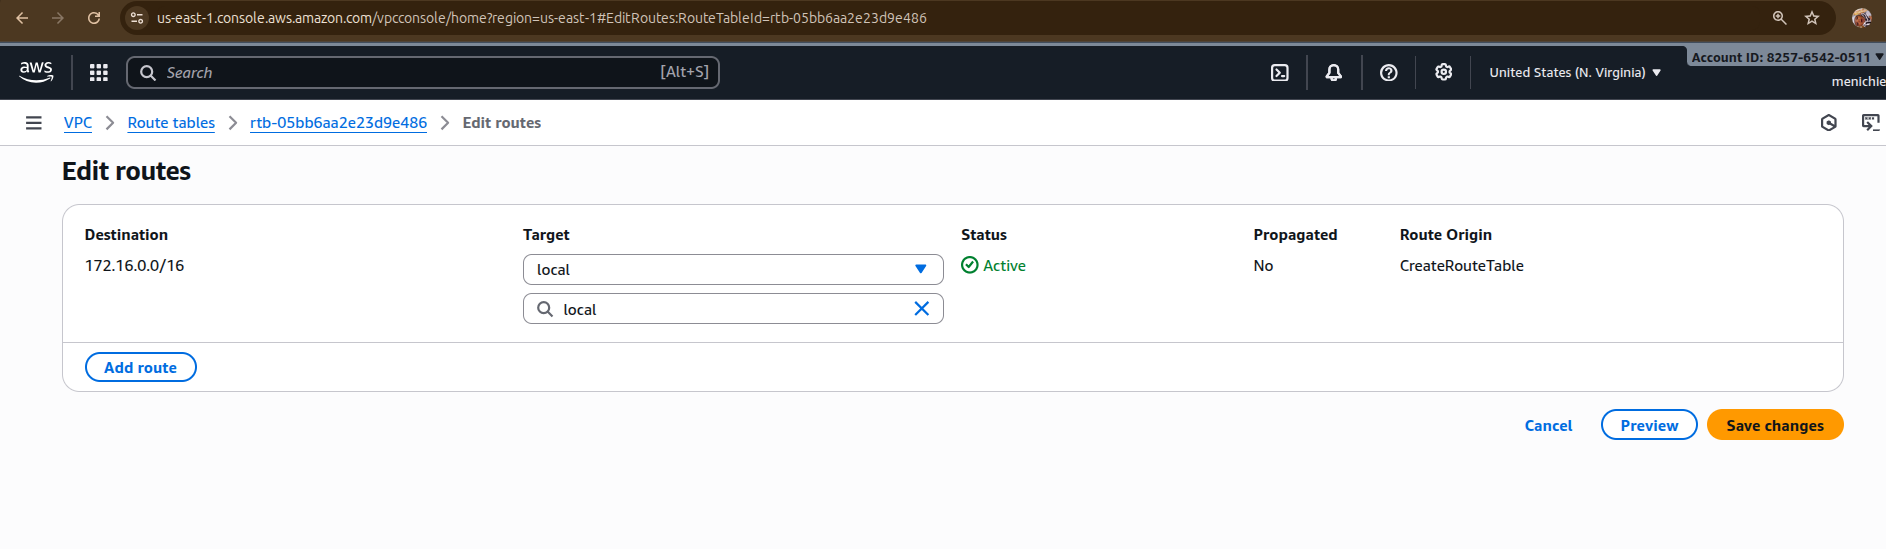 us-east-1.console.aws.amazon.com/vpcconsole/home?region=us-east-1#EditRoutes:RouteTableId=rtb-05bb6aa2e23d9e486
aws Search [Alt+S] United States (N. Virginia) Account ID: 8257-6542-0511
menichie
VPC Route tables rtb-05bb6aa2e23d9e486 Edit routes
Edit routes
Destination Target Status Propagated Route Origin
172.16.0.0/16 local Active No CreateRouteTable
local
Add route
Cancel Preview Save changes